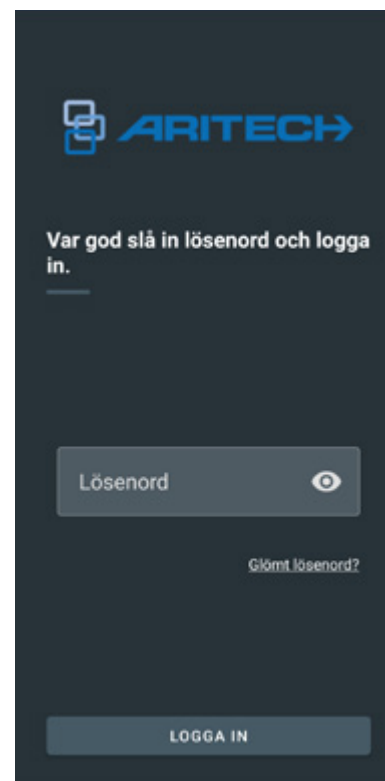 ARITECH
Var god slå in lösenord och logga
in.
Lösenord
Glömt lösenord?
LOGGA IN